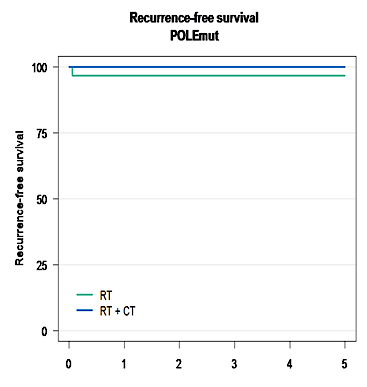 Recurrence-free survival
POLEmut
100
75
50
25
0
Recurrence-free survival
RT
RT + CT
0 1 2 3 4 5